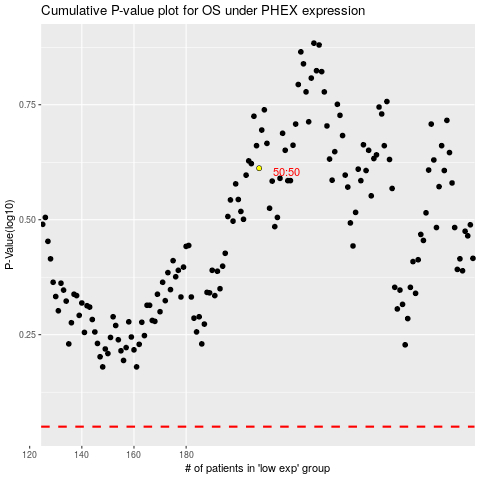 Cumulative P-value plot for OS under PHEX expression
P-Value(log10)
0.75
0.50
0.25
50:50
120 140 160 180
# of patients in 'low exp' group